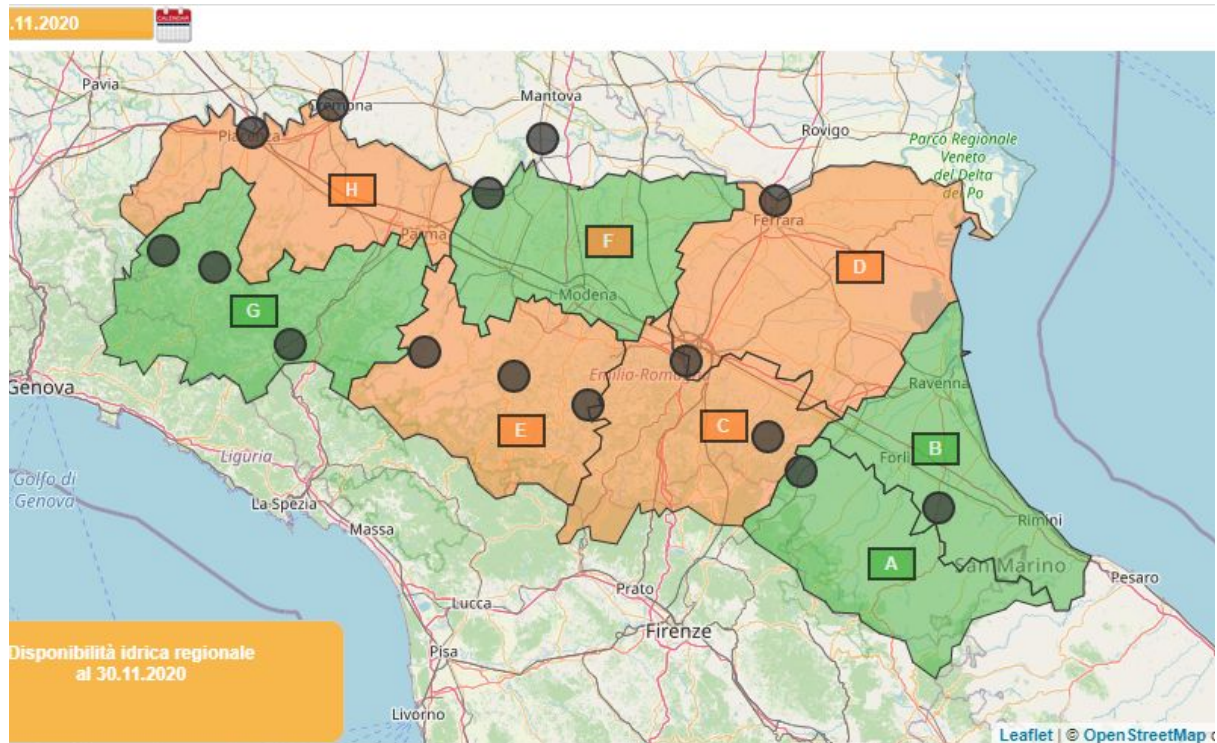 .11.2020
CALENDAR
Pavia
Cremona
Mantova
Piacenza
Rovigo
Parco Regionale
Veneto
del Delta
del Po
H
Ferrara
Parma
F
D
G
Modena
Genova
Emilia-Romagna
Ravenna
E
C
B
Forlì
Liguria
Golfo di
Genova
La Spezia
Massa
Rimini
A
San Marino
Pesaro
Prato
Lucca
Firenze
Pisa
Disponibilità idrica regionale
al 30.11.2020
Livorno
Leaflet | © OpenStreetMap c